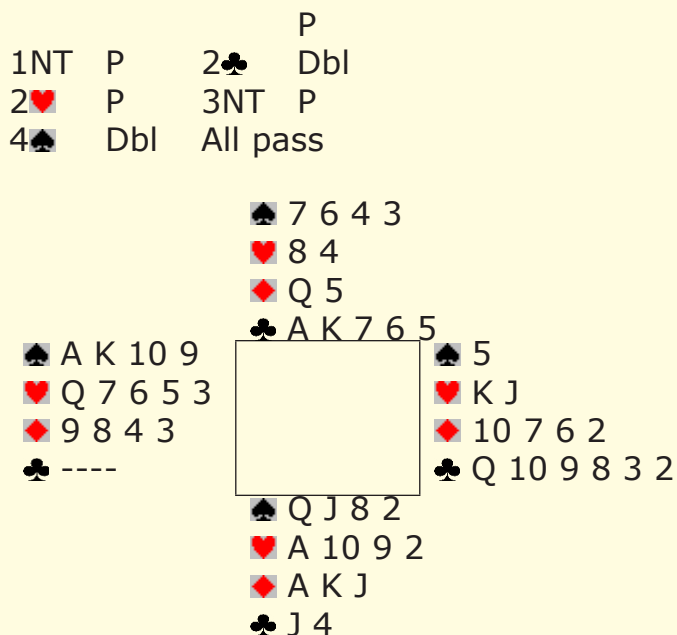 P
1NT P 2♣ Dbl
2♥ P 3NT P
4♠ Dbl All pass
♠ 7 6 4 3
♥ 8 4
♦ Q 5
♣ A K 7 6 5
♠ A K 10 9
♥ Q 7 6 5 3
♦ 9 8 4 3
♣ ----
♠ 5
♥ K J
♦ 10 7 6 2
♣ Q 10 9 8 3 2
♠ Q J 8 2
♥ A 10 9 2
♦ A K J
♣ J 4